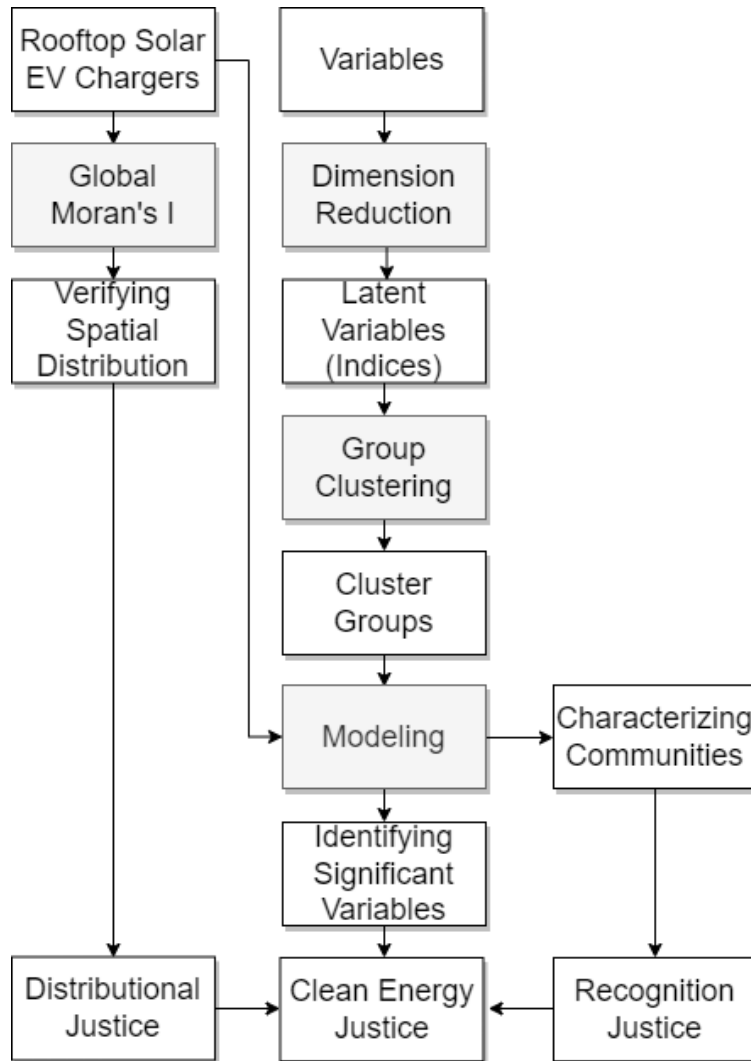 Rooftop Solar
EV Chargers
Variables
Global
Moran's I
Dimension
Reduction
Verifying
Spatial
Distribution
Latent
Variables
(Indices)
Group
Clustering
Cluster
Groups
Modeling
Characterizing
Communities
Identifying
Significant
Variables
Distributional
Justice
Clean Energy
Justice
Recognition
Justice